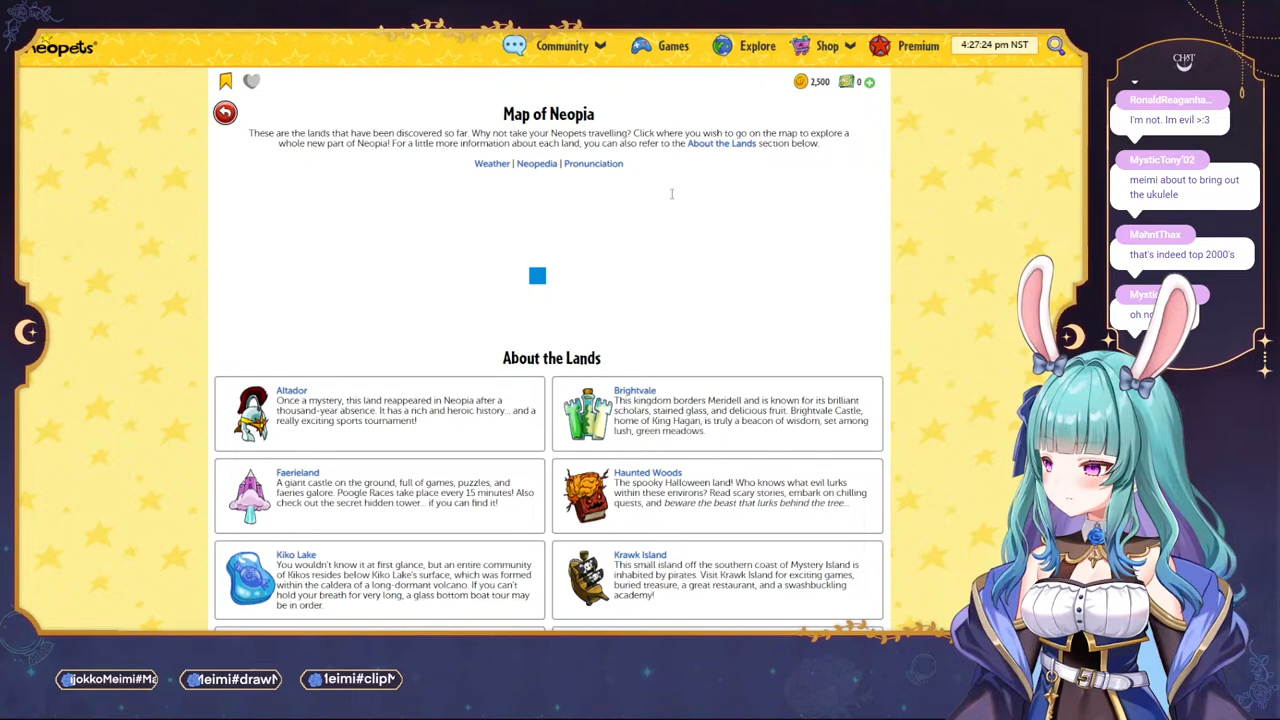 neopets
Community
Games
Explore
Shop
Premium
4:27:24 pm NST
2,500
0
Map of Neopia
These are the lands that have been discovered so far. Why not take your Neopets travelling? Click where you wish to go on the map to explore a
whole new part of Neopia! For a little more information about each land, you can also refer to the About the Lands section below.
Weather | Neopedia | Pronunciation
About the Lands
Altador
Once a mystery, this land reappeared in Neopia after a
thousand-year absence. It has a rich and heroic history... and a
really exciting sports tournament!
Brightvale
This kingdom borders Meridell and is known for its brilliant
scholars, stained glass, and delicious fruit. Brightvale Castle,
home of King Hagan, is truly a beacon of wisdom, set among
lush, green meadows.
Faerieland
A giant castle on the ground, full of games, puzzles, and
faeries galore. Poogle Races take place every 15 minutes! Also
check out the secret hidden tower... if you can find it!
Haunted Woods
The spooky Halloween land! Who knows what evil lurks
within these environs? Read scary stories, embark on chilling
quests, and beware the beast that lurks behind the tree...
Kiko Lake
You wouldn't know it at first glance, but an entire community
of Kikos resides below Kiko Lake's surface, which was formed
within the caldera of a long-dormant volcano. If you can't
hold your breath for very long, a glass bottom boat tour may
be in order.
Krawk Island
This small island off the southern coast of Mystery Island is
inhabited by pirates. Visit Krawk Island for exciting games,
buried treasure, a great restaurant, and a swashbuckling
academy!
CHAT
RonaldReaganha...
I'm not. Im evil >:3
MysticTony'02
meimi about to bring out
the ukulele
MahntThax
that's indeed top 2000's
Mystic
oh no
ijokkoMeimi#Ma
Meimi#draw
Meimi#clip